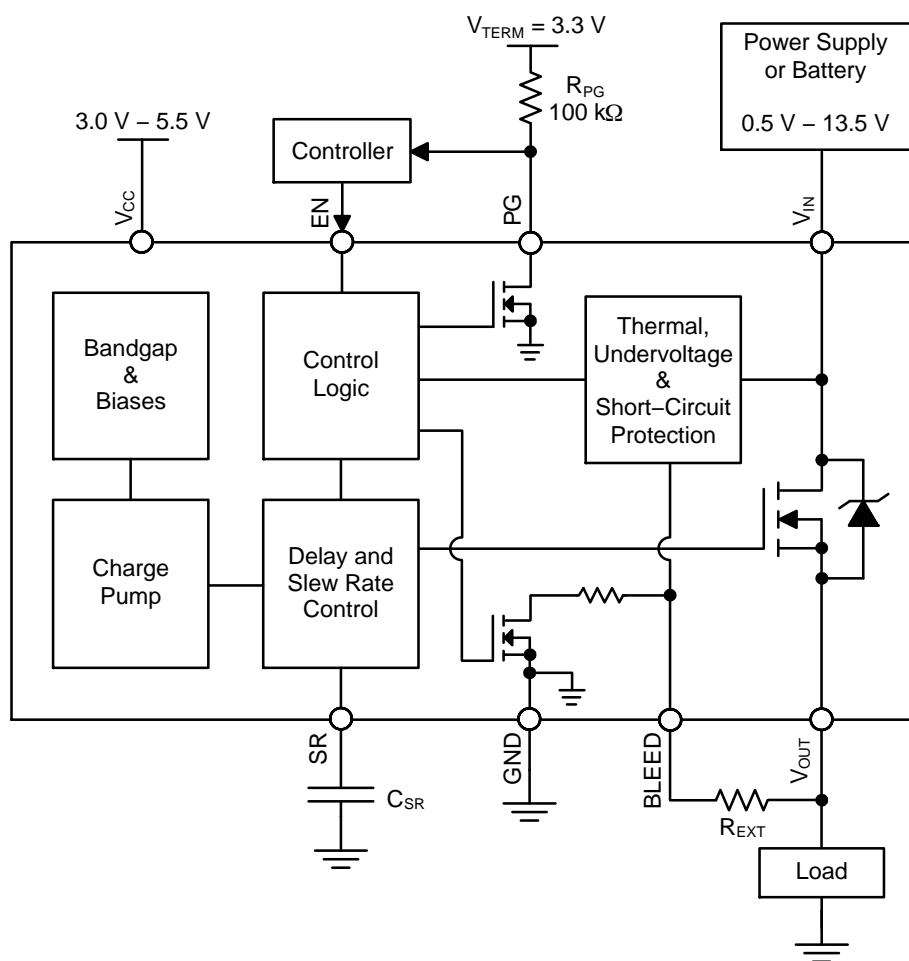 V_TERM = 3.3 V
R_PG
100 kΩ
Power Supply
or Battery
0.5 V − 13.5 V
3.0 V − 5.5 V
Controller
V_CC
EN
PG
V_IN
Bandgap
&
Biases
Control
Logic
Thermal,
Undervoltage
&
Short−Circuit
Protection
Charge
Pump
Delay and
Slew Rate
Control
SR
GND
BLEED
V_OUT
C_SR
R_EXT
Load